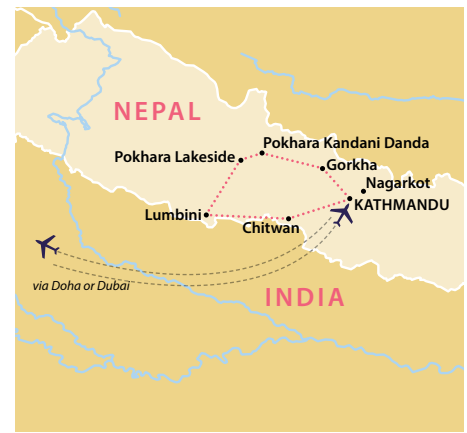 NEPAL
Pokhara Kandani Danda
Pokhara Lakeside
Gorkha
Nagarkot
KATHMANDU
Lumbini
Chitwan
via Doha or Dubai
INDIA